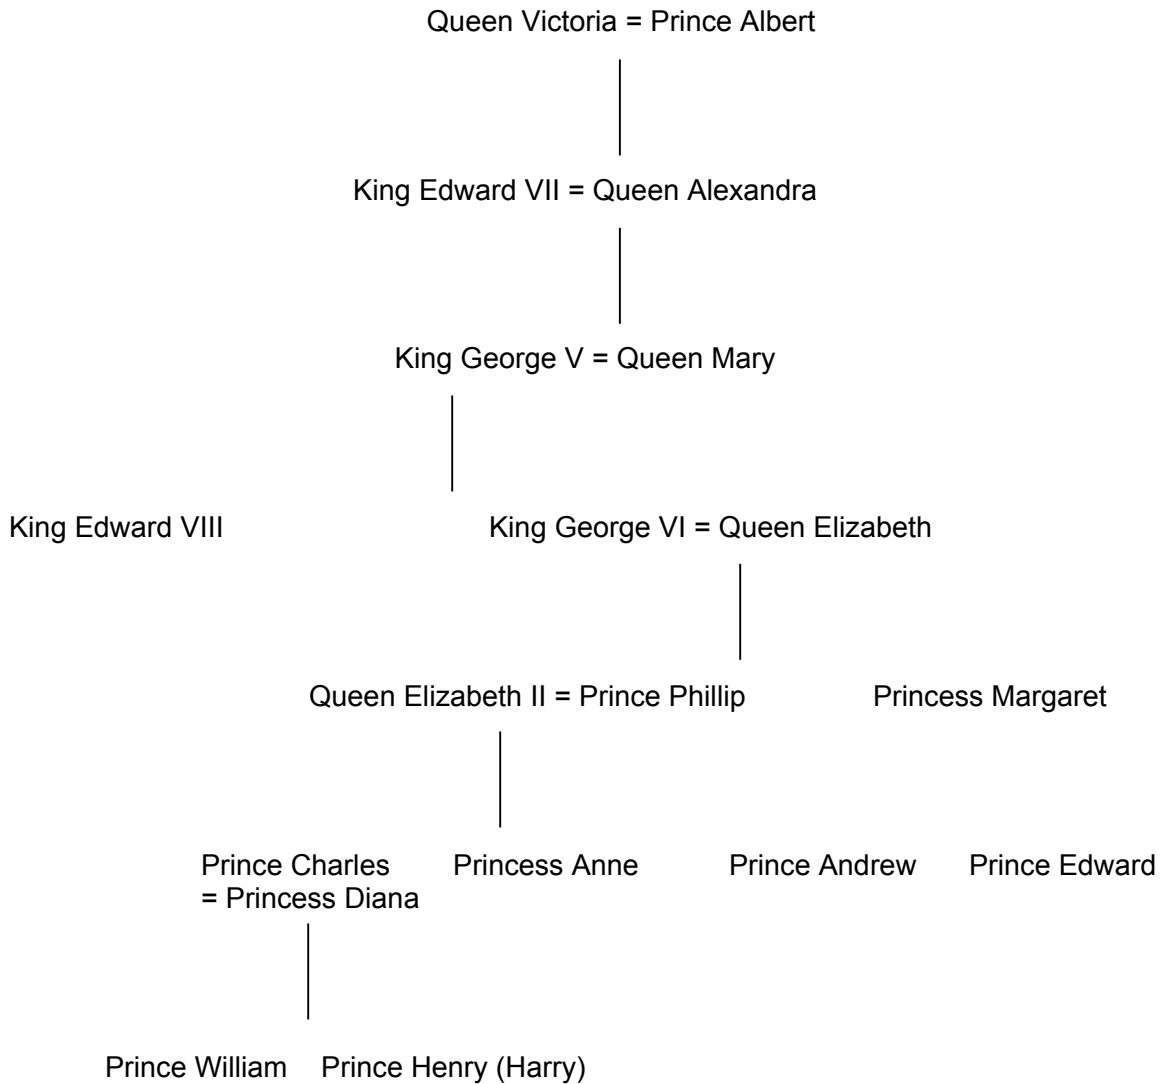 Queen Victoria = Prince Albert
King Edward VII = Queen Alexandra
King George V = Queen Mary
King Edward VIII
King George VI = Queen Elizabeth
Queen Elizabeth II = Prince Phillip
Princess Margaret
Prince Charles
= Princess Diana
Princess Anne
Prince Andrew
Prince Edward
Prince William
Prince Henry (Harry)